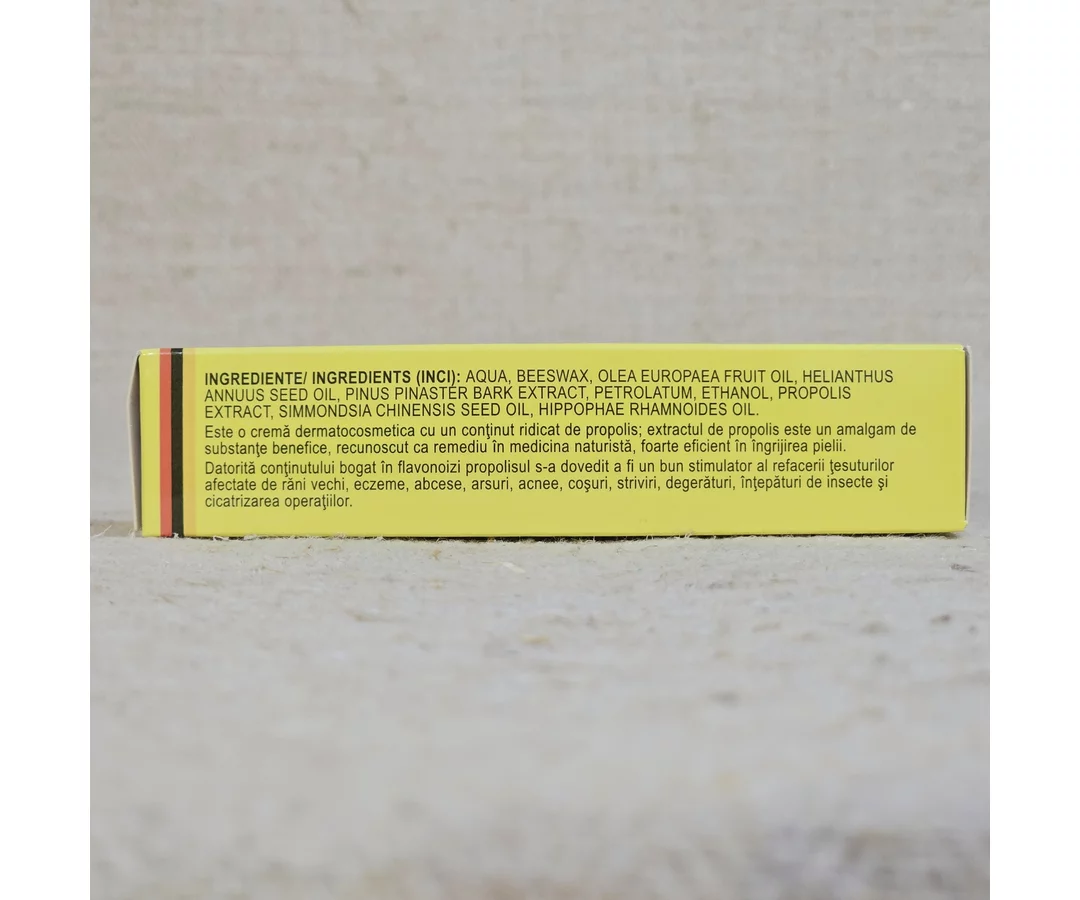 INGREDIENTE/ INGREDIENTS (INCI): AQUA, BEESWAX, OLEA EUROPAEA FRUIT OIL, HELIANTHUS
ANNUUS SEED OIL, PINUS PINASTER BARK EXTRACT, PETROLATUM, ETHANOL, PROPOLIS
EXTRACT, SIMMONDSIA CHINENSIS SEED OIL, HIPPOPHAE RHAMNOIDES OIL.
Este o cremă dermatocosmetica cu un conţinut ridicat de propolis; extractul de propolis este un amalgam de
substanţe benefice, recunoscut ca remediu în medicina naturistă, foarte eficient în îngrijirea pielii.
Datorită conţinutului bogat în flavonoizi propolisul s-a dovedit a fi un bun stimulator al refacerii ţesuturilor
afectate de răni vechi, eczeme, abcese, arsuri, acnee, coşuri, striviri, degerături, înţepături de insecte şi
cicatrizarea operaţiilor.